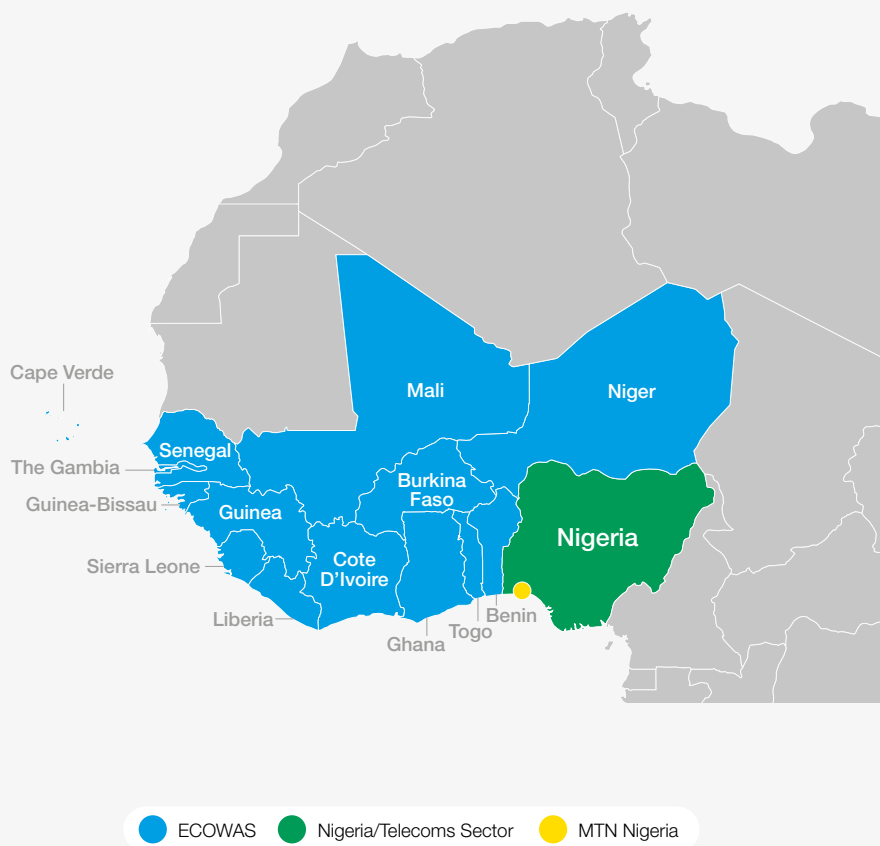 Cape Verde
Mali
Niger
Senegal
The Gambia
Burkina
Faso
Guinea-Bissau
Guinea
Nigeria
Cote
D'Ivoire
Sierra Leone
Liberia
Benin
Togo
Ghana
ECOWAS
Nigeria/Telecoms Sector
MTN Nigeria